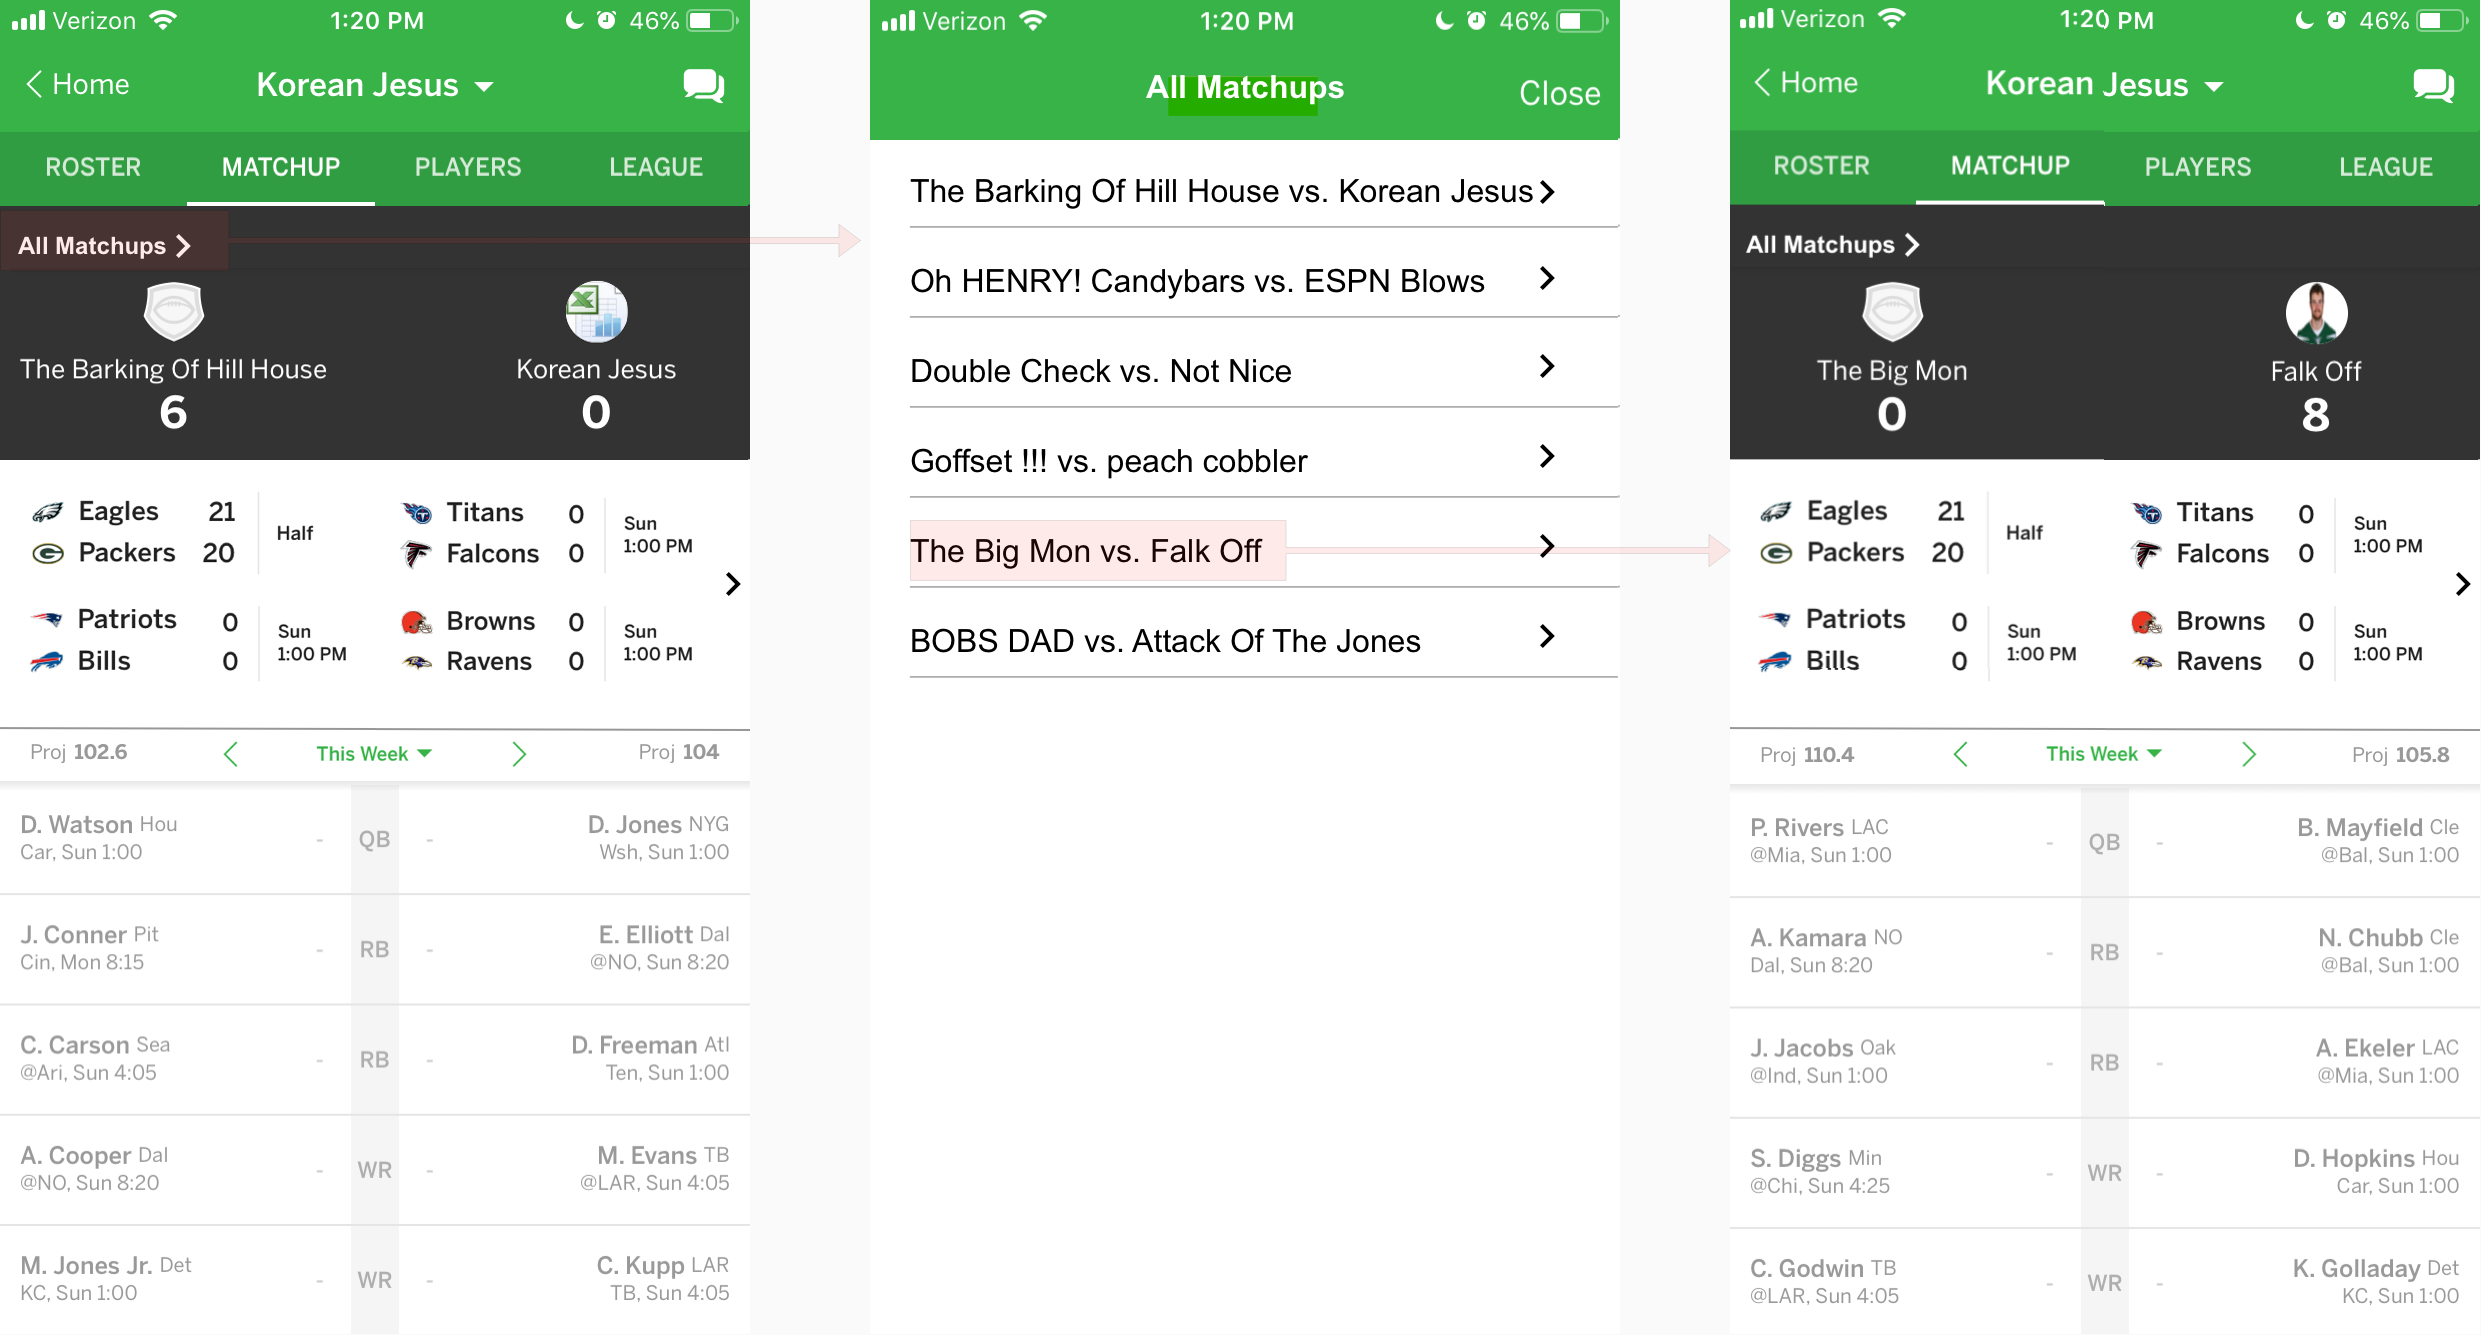 Verizon 1:20 PM 46%
Home Korean Jesus
ROSTER MATCHUP PLAYERS LEAGUE
All Matchups
The Barking Of Hill House Korean Jesus
6 0
Eagles 21 Half Titans 0 Sun
Packers 20 Falcons 0 1:00 PM
Patriots 0 Sun Browns 0 Sun
Bills 0 1:00 PM Ravens 0 1:00 PM
Proj 102.6 This Week Proj 104
D. Watson Hou - QB - D. Jones NYG
Car, Sun 1:00 Wsh, Sun 1:00
J. Conner Pit - RB - E. Elliott Dal
Cin, Mon 8:15 @NO, Sun 8:20
C. Carson Sea - RB - D. Freeman Atl
@Ari, Sun 4:05 Ten, Sun 1:00
A. Cooper Dal - WR - M. Evans TB
@NO, Sun 8:20 @LAR, Sun 4:05
M. Jones Jr. Det - WR - C. Kupp LAR
KC, Sun 1:00 TB, Sun 4:05
Verizon 1:20 PM 46%
All Matchups Close
The Barking Of Hill House vs. Korean Jesus
Oh HENRY! Candybars vs. ESPN Blows
Double Check vs. Not Nice
Goffset !!! vs. peach cobbler
The Big Mon vs. Falk Off
BOBS DAD vs. Attack Of The Jones
Verizon 1:20 PM 46%
Home Korean Jesus
ROSTER MATCHUP PLAYERS LEAGUE
All Matchups
The Big Mon Falk Off
0 8
Eagles 21 Half Titans 0 Sun
Packers 20 Falcons 0 1:00 PM
Patriots 0 Sun Browns 0 Sun
Bills 0 1:00 PM Ravens 0 1:00 PM
Proj 110.4 This Week Proj 105.8
P. Rivers LAC - QB - B. Mayfield Cle
@Mia, Sun 1:00 @Bal, Sun 1:00
A. Kamara NO - RB - N. Chubb Cle
Dal, Sun 8:20 @Bal, Sun 1:00
J. Jacobs Oak - RB - A. Ekeler LAC
@Ind, Sun 1:00 @Mia, Sun 1:00
S. Diggs Min - WR - D. Hopkins Hou
@Chi, Sun 4:25 Car, Sun 1:00
C. Godwin TB - WR - K. Golladay Det
@LAR, Sun 4:05 KC, Sun 1:00